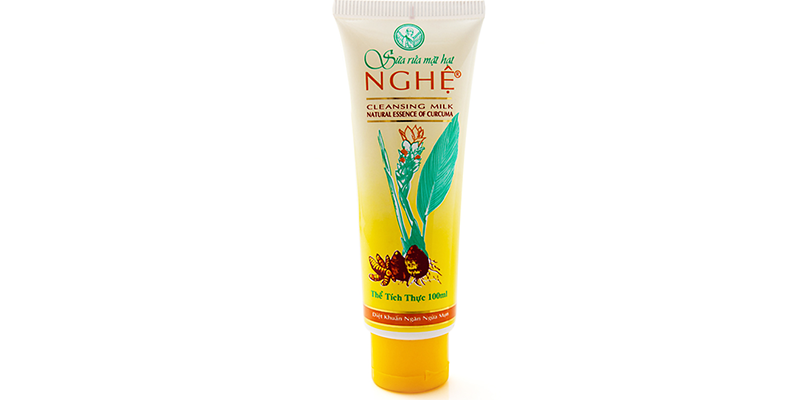 Sữa rửa mặt hạt
NGHỆ®
CLEANSING MILK
NATURAL ESSENCE OF CURCUMA
Thể Tích Thực 100ml
Diệt Khuẩn Ngăn Ngừa Mụn